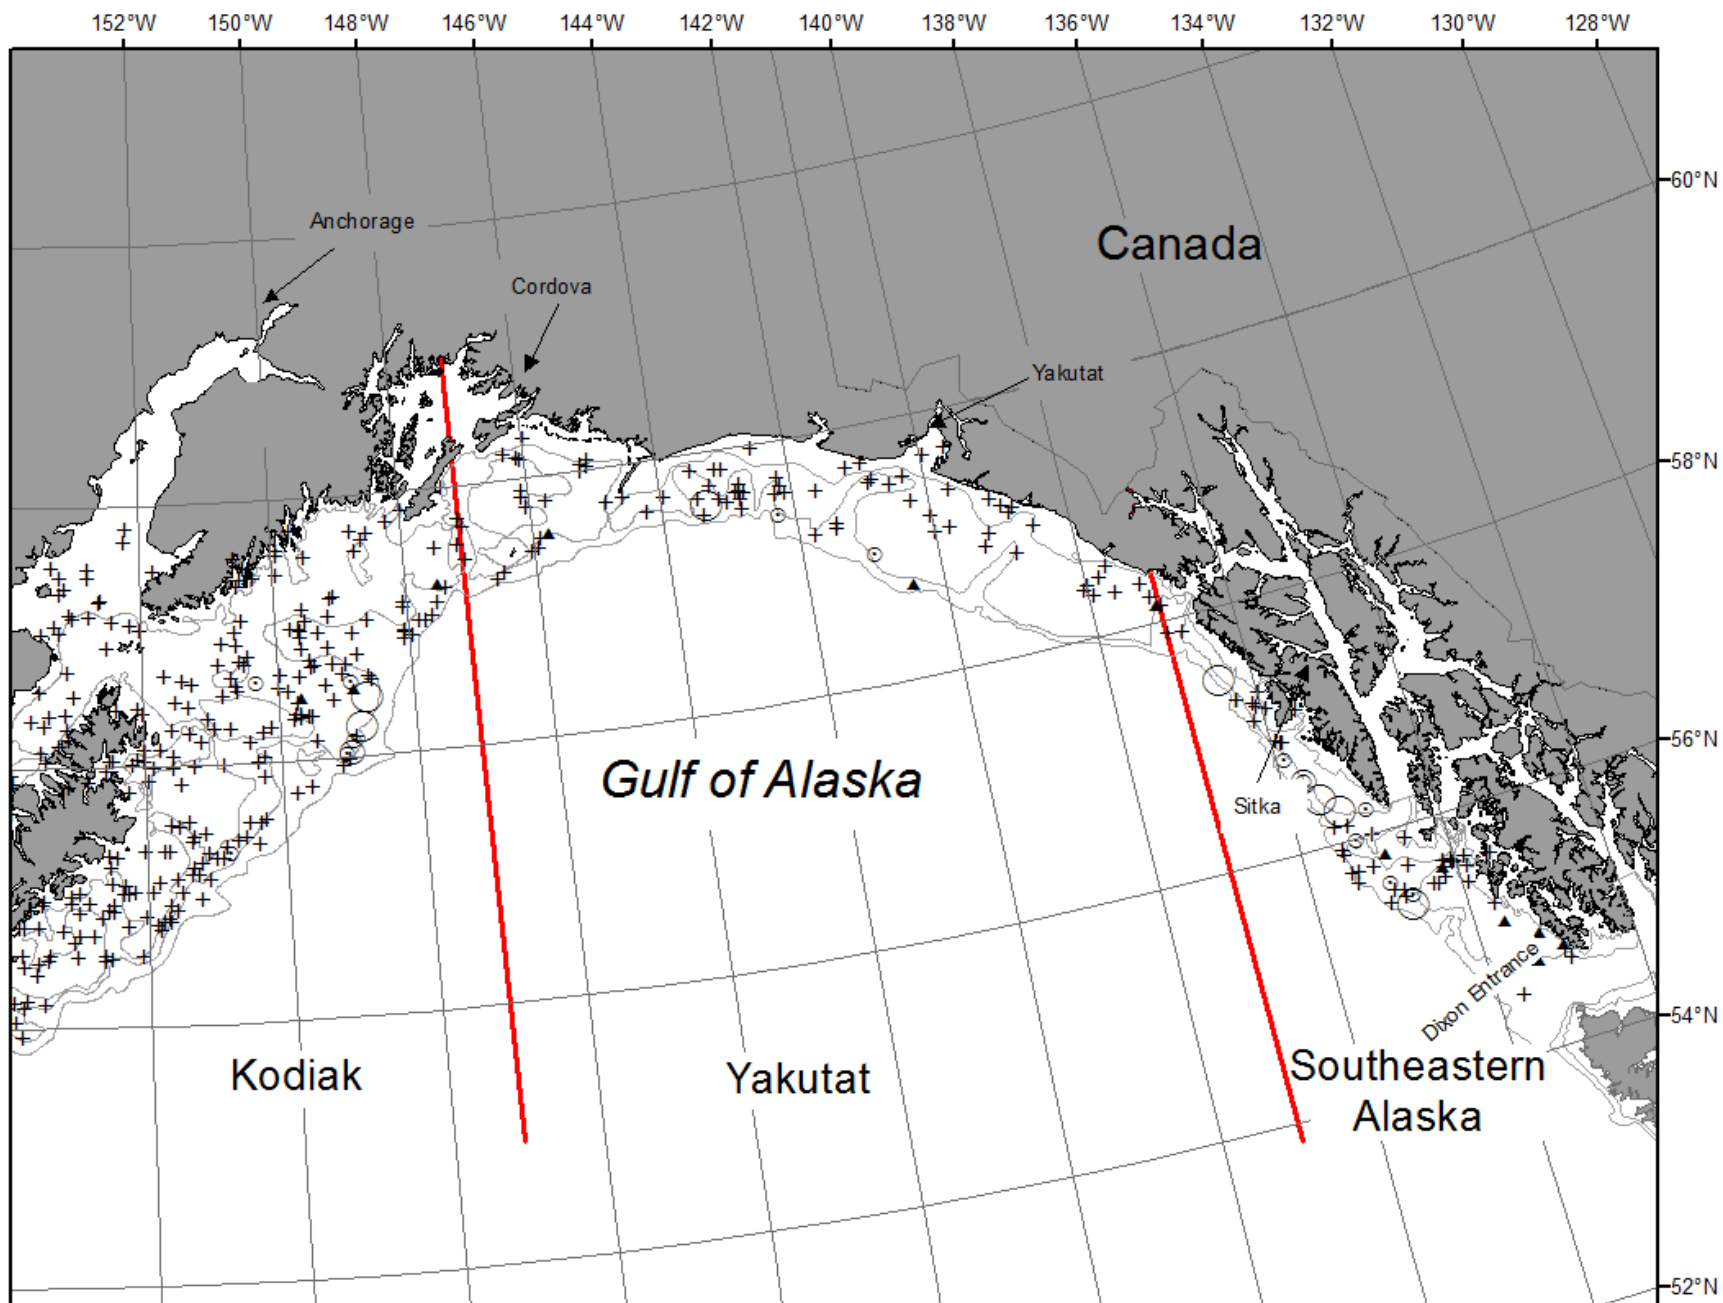 152°W 150°W 148°W 146°W 144°W 142°W 140°W 138°W 136°W 134°W 132°W 130°W 128°W
60°N
Anchorage
Canada
Cordova
Yakutat
58°N
56°N
Gulf of Alaska
Sitka
Dixon Entrance
54°N
Kodiak
Yakutat
Southeastern
Alaska
52°N